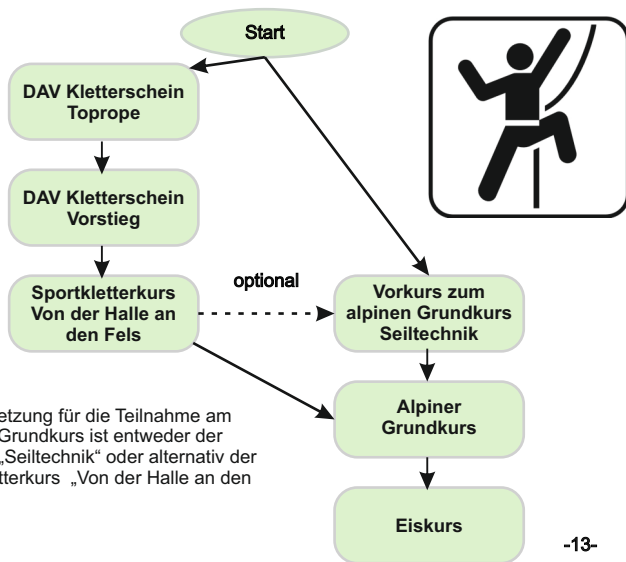 Start
DAV Kletterschein
Toprope
DAV Kletterschein
Vorstieg
Sportkletterkurs
Von der Halle an
den Fels
optional
Vorkurs zum
alpinen Grundkurs
Seiltechnik
Alpiner
Grundkurs
Eiskurs
für die Teilnahme am
Grundkurs ist entweder der
„Seiltechnik“ oder alternativ der
„Von der Halle an den
-13-